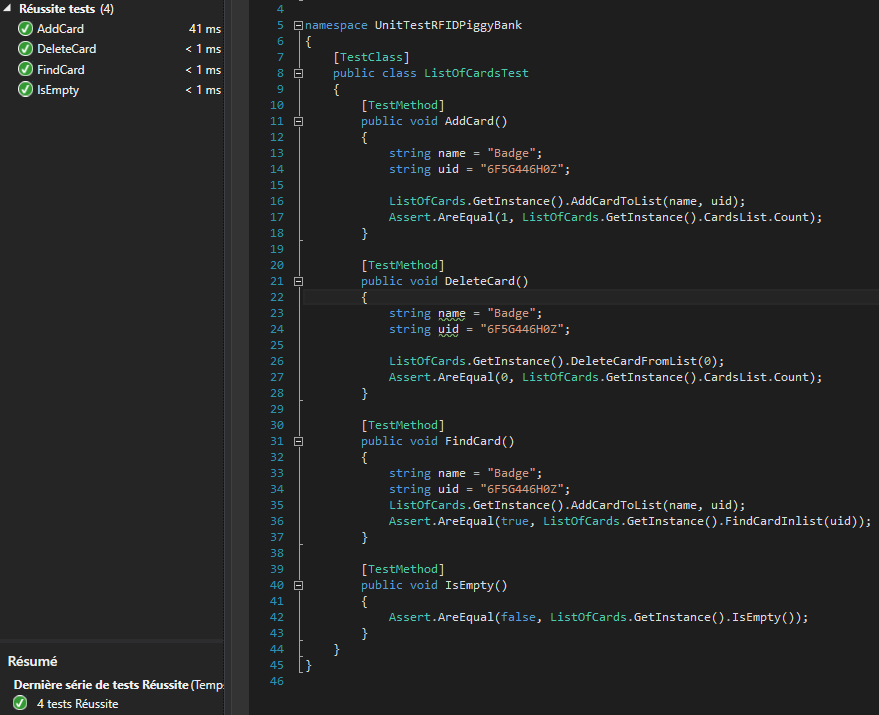 Réussite tests (4)
AddCard 41 ms
DeleteCard < 1 ms
FindCard < 1 ms
IsEmpty < 1 ms
Résumé
Dernière série de tests Réussite (Temp
4 tests Réussite
4
5 namespace UnitTestRFIDPiggyBank
6 {
7 [TestClass]
8 public class ListOfCardsTest
9 {
10 [TestMethod]
11 public void AddCard()
12 {
13 string name = "Badge";
14 string uid = "6F5G446H0Z";
15
16 ListOfCards.GetInstance().AddCardToList(name, uid);
17 Assert.AreEqual(1, ListOfCards.GetInstance().CardsList.Count);
18 }
19
20 [TestMethod]
21 public void DeleteCard()
22 {
23 string name = "Badge";
24 string uid = "6F5G446H0Z";
25
26 ListOfCards.GetInstance().DeleteCardFromList(0);
27 Assert.AreEqual(0, ListOfCards.GetInstance().CardsList.Count);
28 }
29
30 [TestMethod]
31 public void FindCard()
32 {
33 string name = "Badge";
34 string uid = "6F5G446H0Z";
35 ListOfCards.GetInstance().AddCardToList(name, uid);
36 Assert.AreEqual(true, ListOfCards.GetInstance().FindCardInlist(uid));
37 }
38
39 [TestMethod]
40 public void IsEmpty()
41 {
42 Assert.AreEqual(false, ListOfCards.GetInstance().IsEmpty());
43 }
44 }
45 }
46